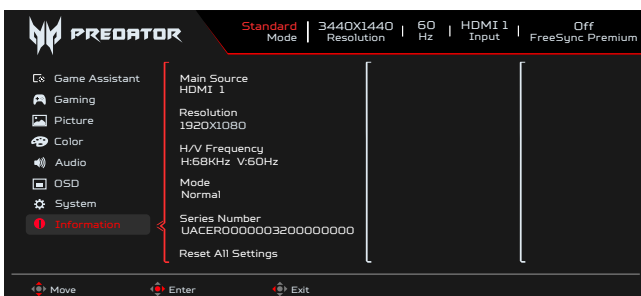 PREDATOR
Standard Mode
3440X1440 Resolution
60 Hz
HDMI 1 Input
Off FreeSync Premium
Game Assistant
Gaming
Picture
Color
Audio
OSD
System
Information
Main Source
HDMI 1
Resolution
1920X1080
H/V Frequency
H:68KHz V:60Hz
Mode
Normal
Series Number
UACER0000003200000000
Reset All Settings
Move
Enter
Exit